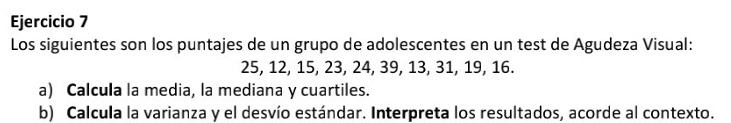 Ejercicio 7
Los siguientes son los puntajes de un grupo de adolescentes en un test de Agudeza Visual:
25, 12, 15, 23, 24, 39, 13, 31, 19, 16.
a) Calcula la media, la mediana y cuartiles.
b) Calcula la varianza y el desvío estándar. Interpreta los resultados, acorde al contexto.